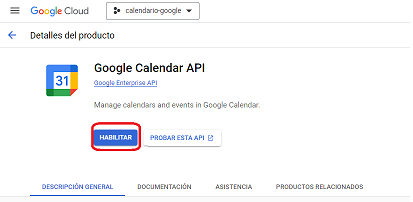 Google Cloud
calendario-google
Detalles del producto
31
Google Calendar API
Google Enterprise API
Manage calendars and events in Google Calendar.
HABILITAR
PROBAR ESTA API
DESCRIPCIÓN GENERAL DOCUMENTACIÓN ASISTENCIA PRODUCTOS RELACIONADOS